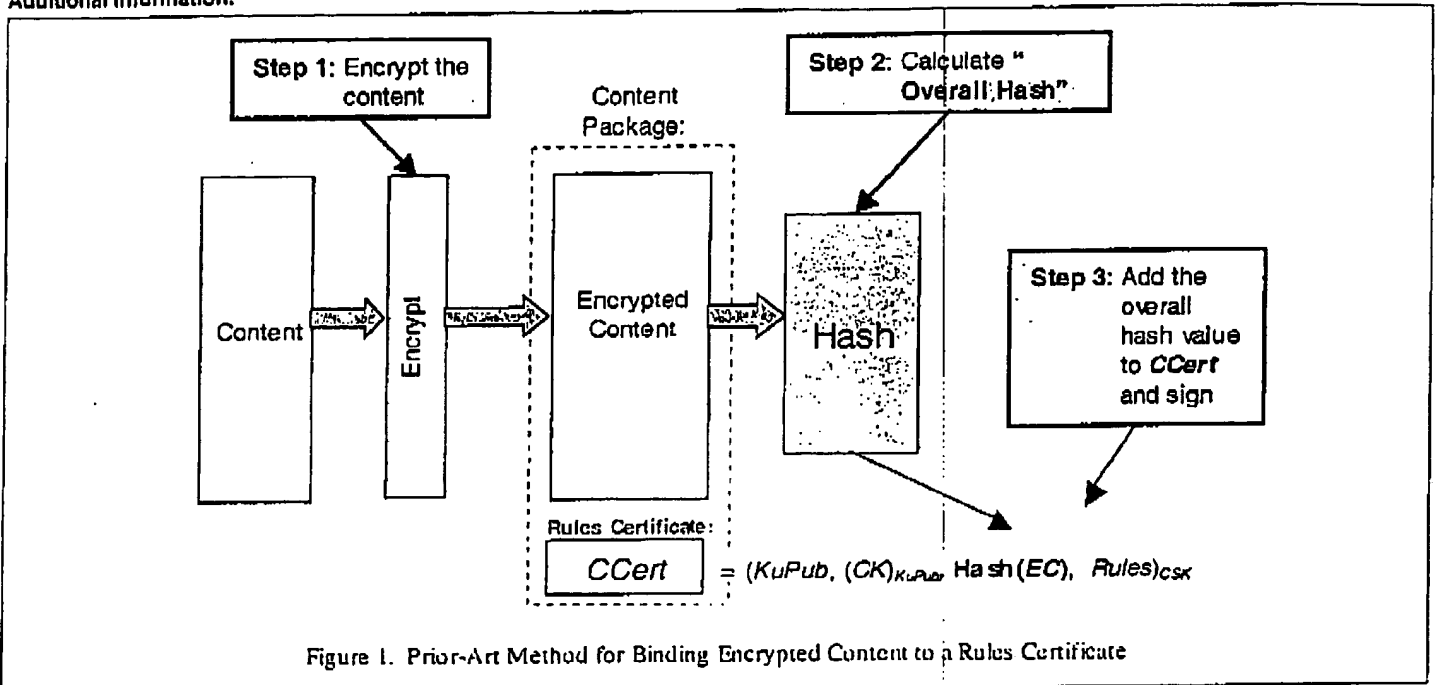 Additional Information:
Step 1: Encrypt the
content
Content
Package:
Step 2: Calculate "
Overall Hash"
Content
Encrypt
Encrypted
Content
Hash
Step 3: Add the
overall
hash value
to CCert
and sign
Rules Certificate:
CCert = (KuPub, (CK)KuPub, Hash(EC), Rules)CSK
Figure 1. Prior-Art Method for Binding Encrypted Content to a Rules Certificate